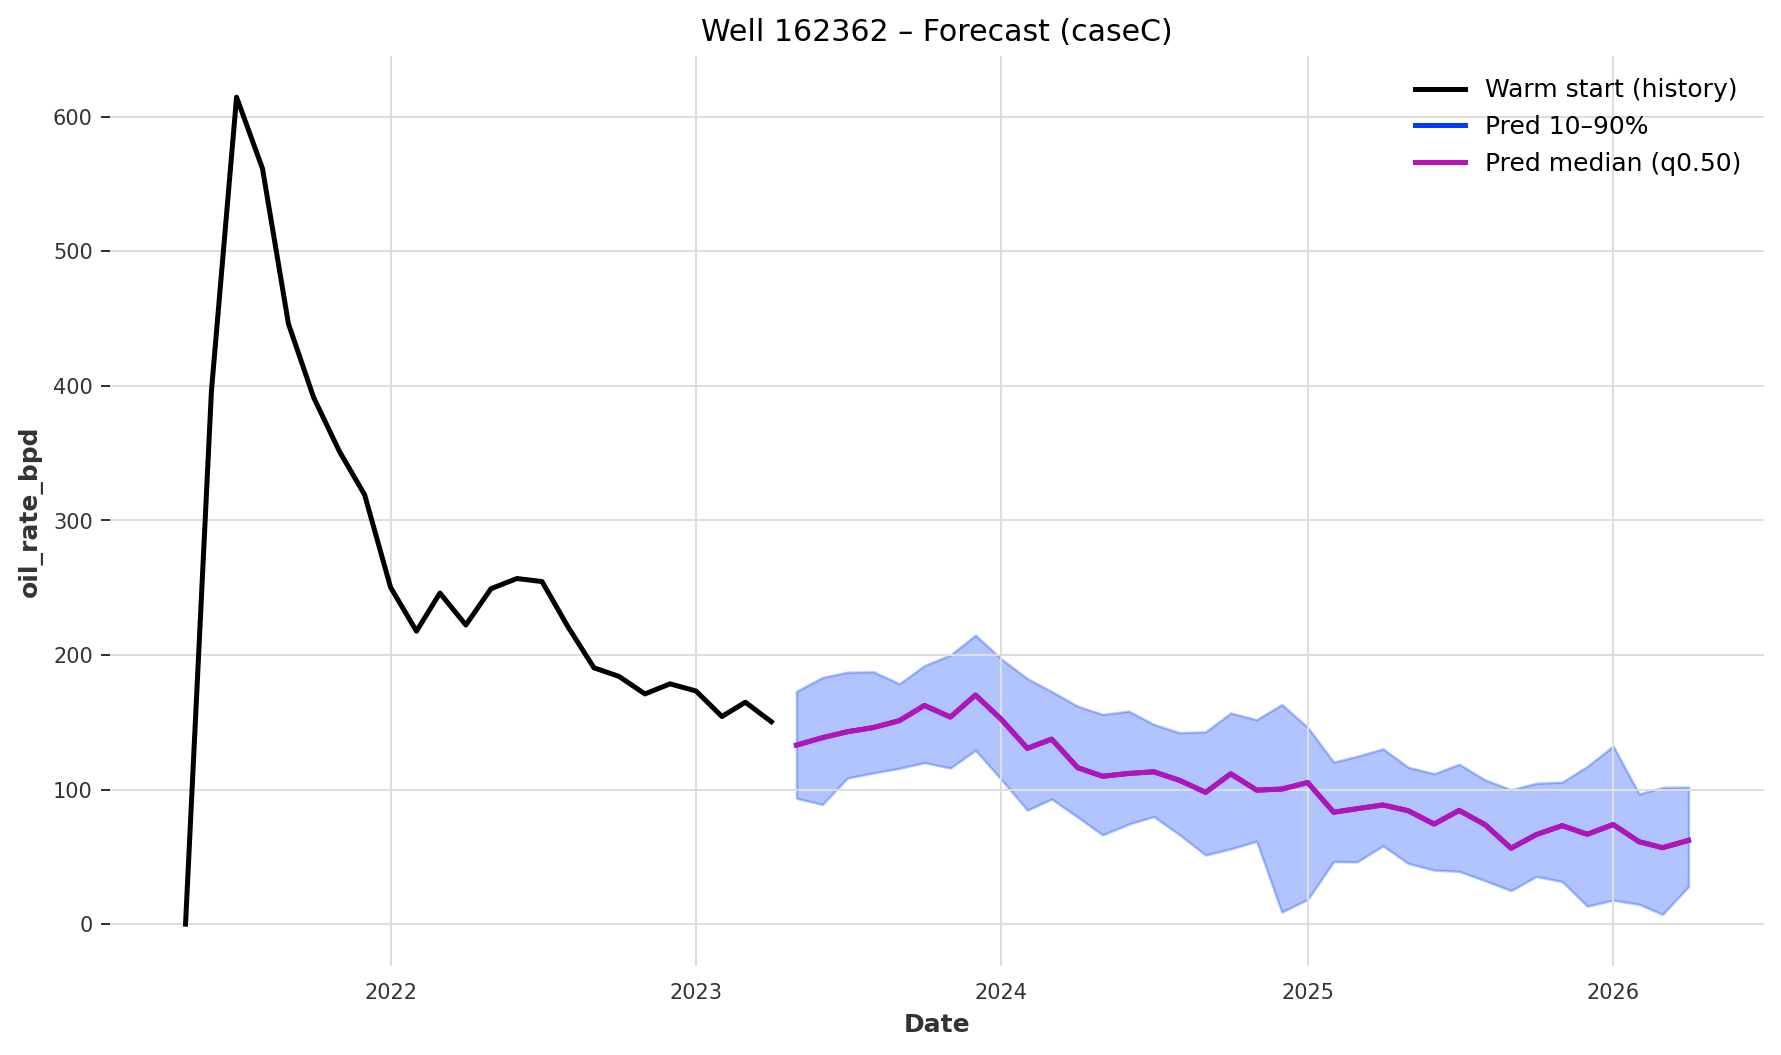 Well 162362 – Forecast (caseC)
Warm start (history)
Pred 10–90%
Pred median (q0.50)
oil_rate_bpd
600
500
400
300
200
100
0
2022
2023
2024
2025
2026
Date